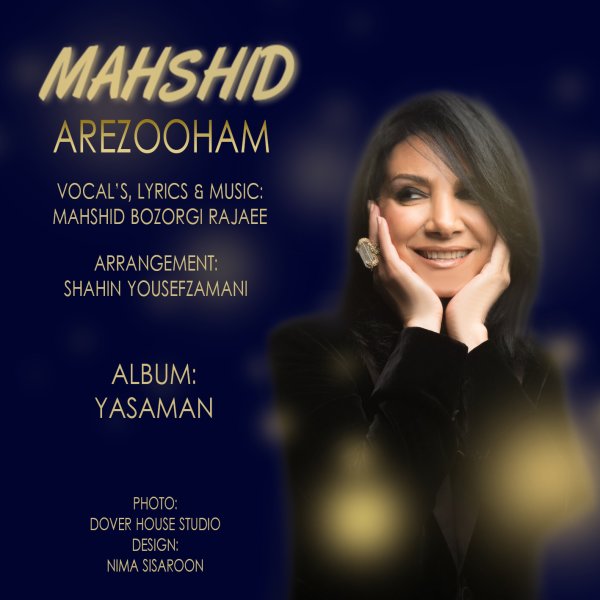 MAHSHID
AREZOOHAM
VOCAL'S, LYRICS & MUSIC:
MAHSHID BOZORGI RAJAEE
ARRANGEMENT:
SHAHIN YOUSEFZAMANI
ALBUM:
YASAMAN
PHOTO:
DOVER HOUSE STUDIO
DESIGN:
NIMA SISAROON